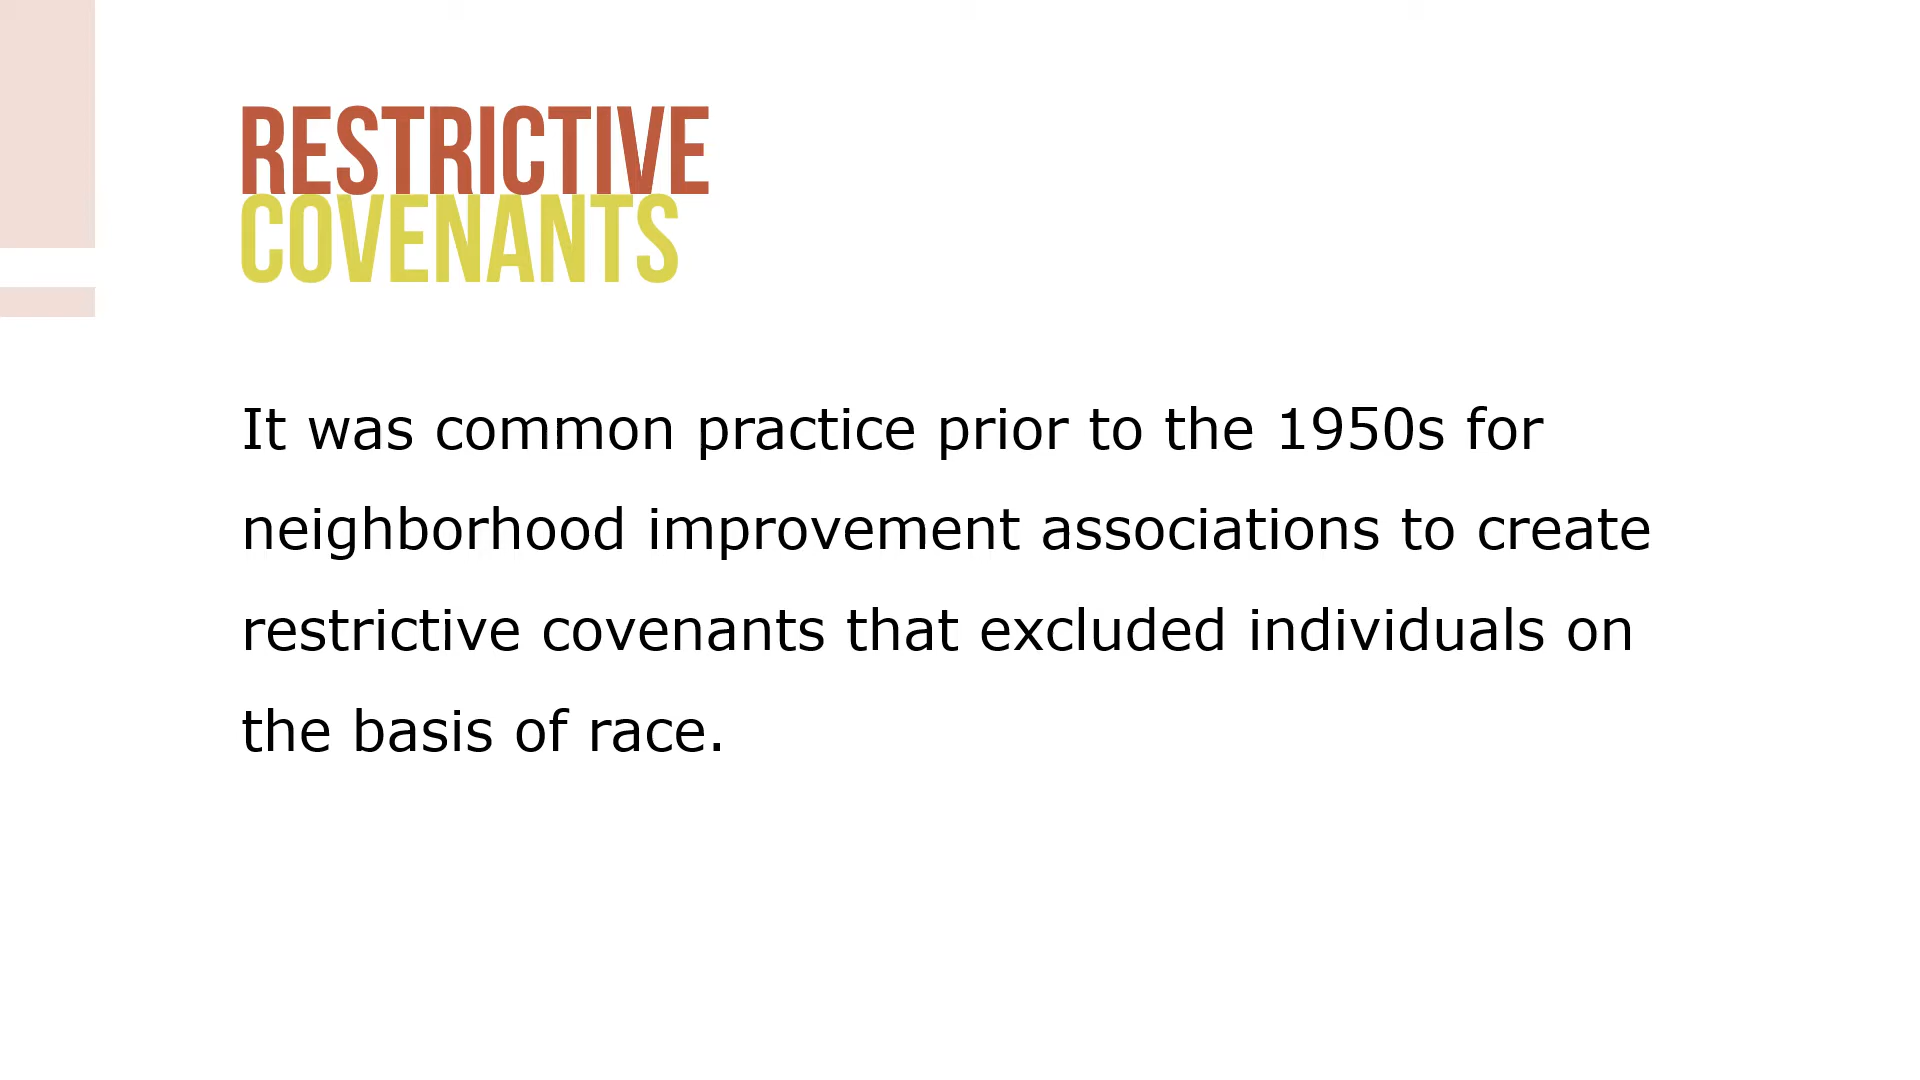 RESTRICTIVE
COVENANTS
It was common practice prior to the 1950s for
neighborhood improvement associations to create
restrictive covenants that excluded individuals on
the basis of race.